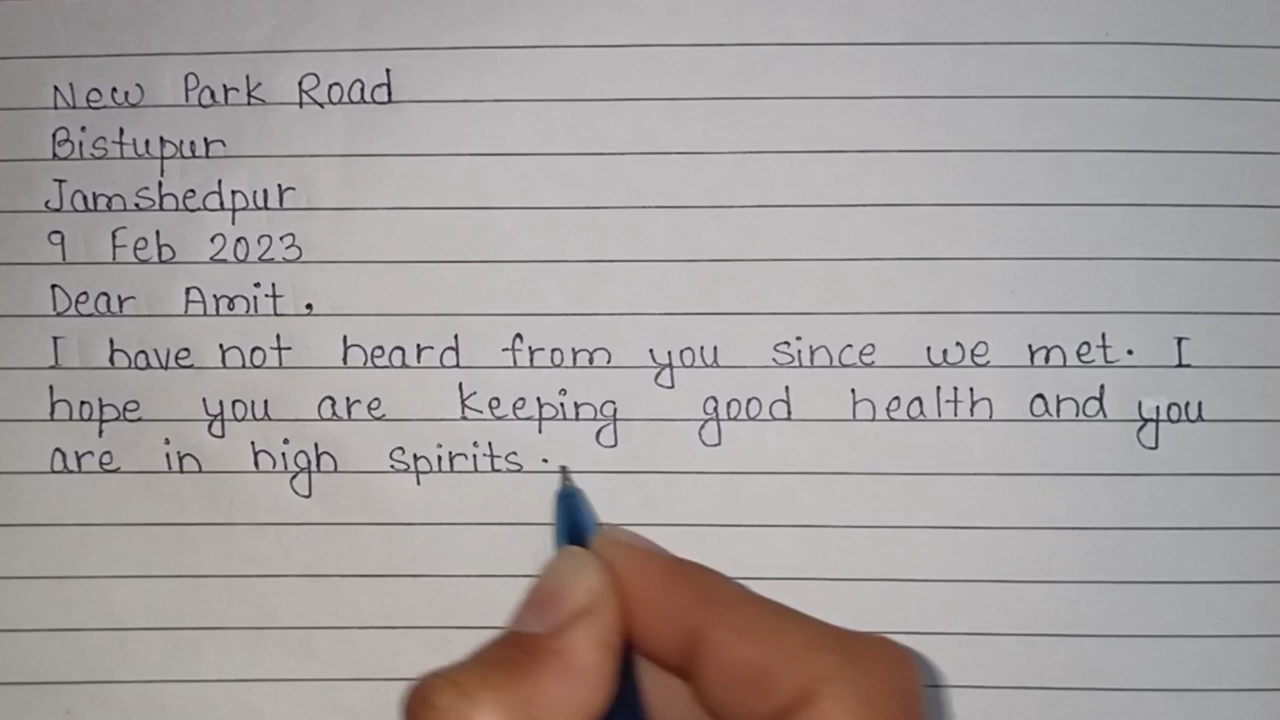 New Park Road
Bistupur
Jamshedpur
9 Feb 2023
Dear Amit,
I have not heard from you since we met. I
hope you are keeping good health and you
are in high spirits.